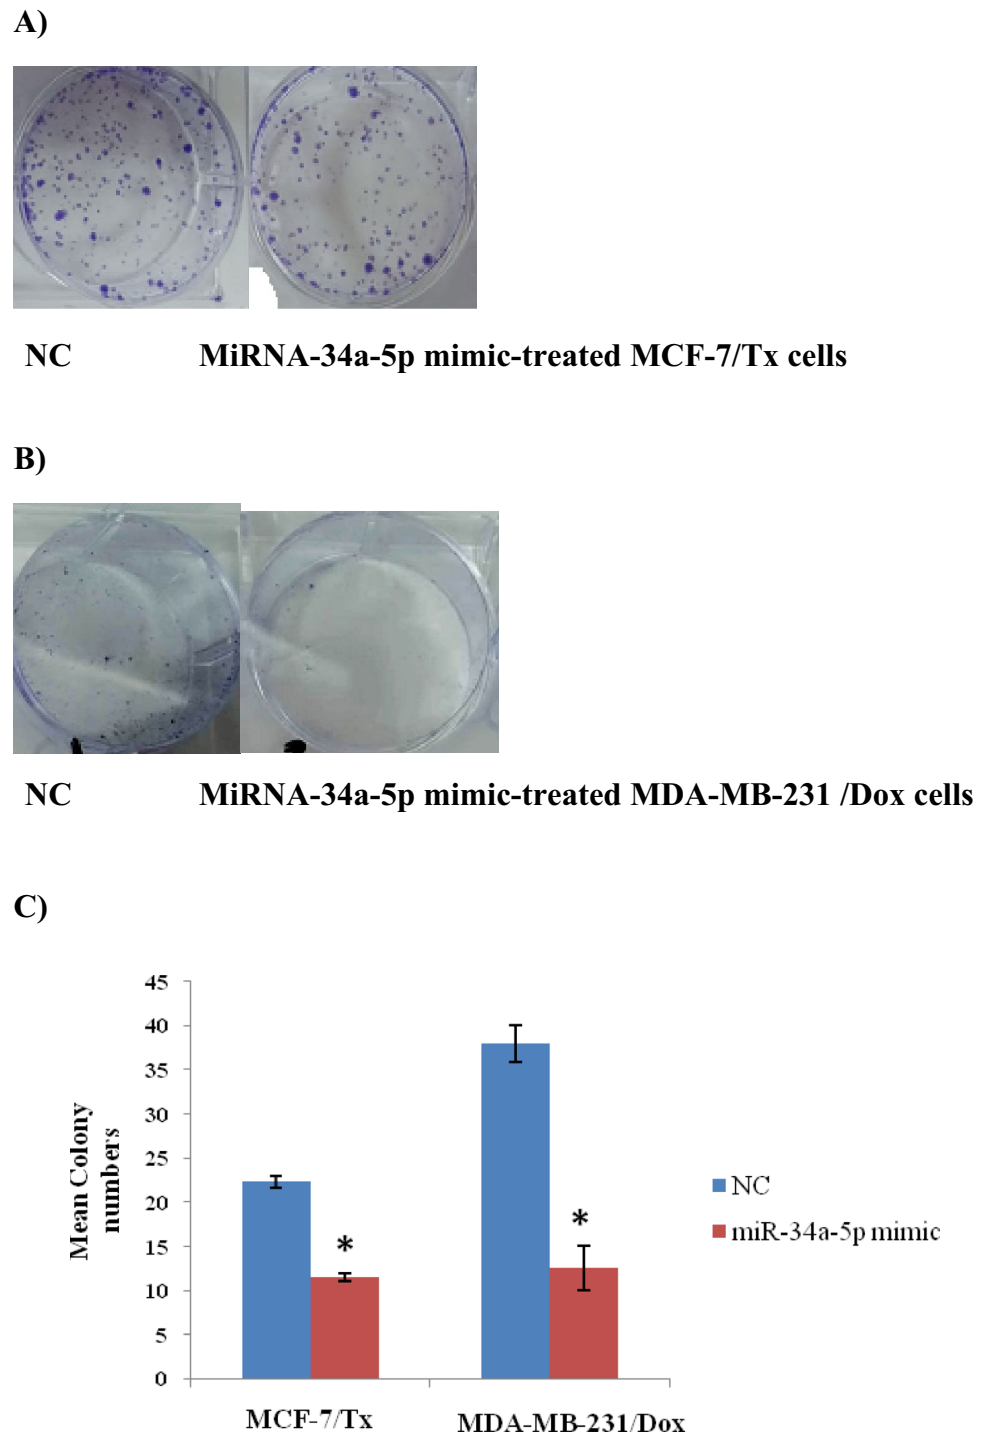 A)
NC MiRNA-34a-5p mimic-treated MCF-7/Tx cells
B)
NC MiRNA-34a-5p mimic-treated MDA-MB-231 /Dox cells
C)
45
40
35
30
25
20
15
10
5
0
Mean Colony
numbers
*
*
MCF-7/Tx
MDA-MB-231/Dox
NC
miR-34a-5p mimic